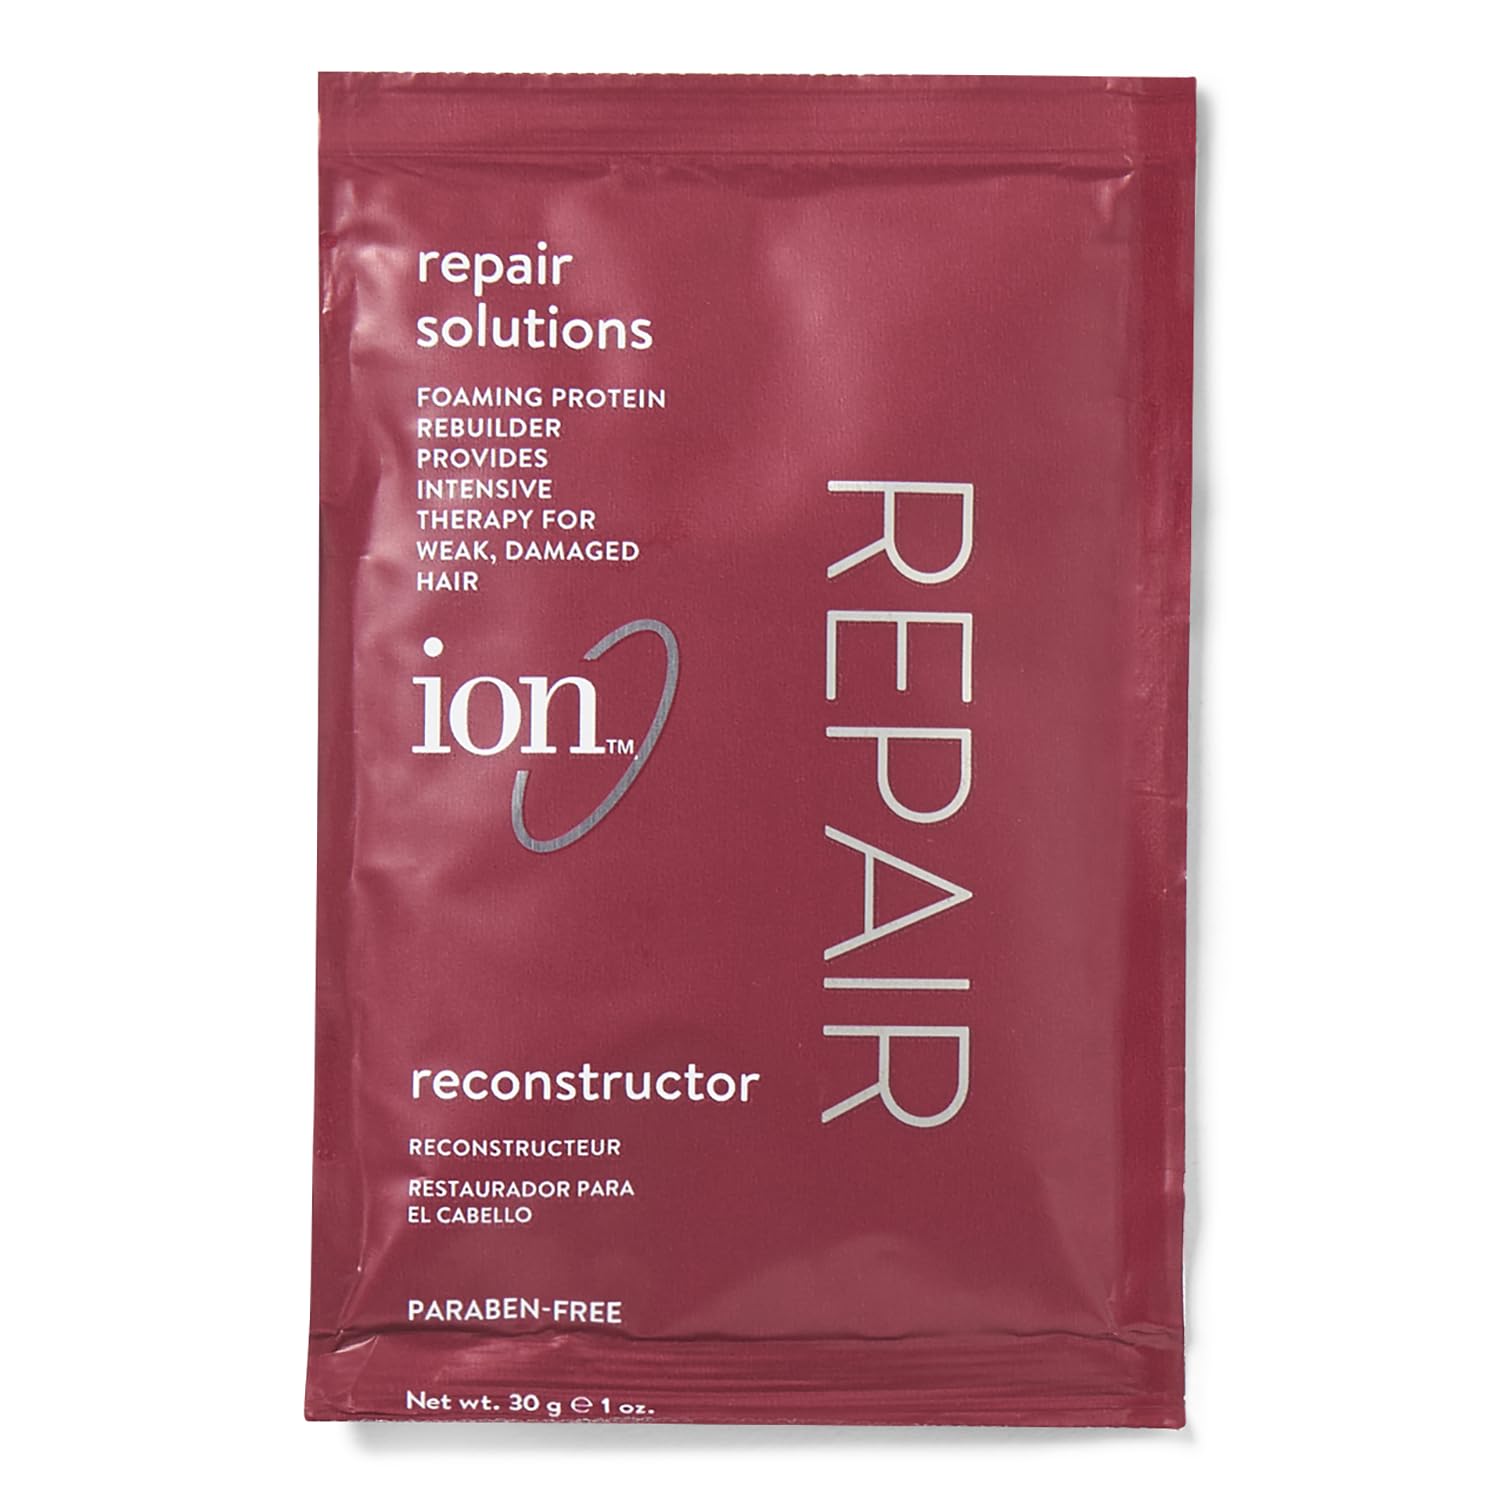 repair
solutions
FOAMING PROTEIN
REBUILDER
PROVIDES
INTENSIVE
THERAPY FOR
WEAK, DAMAGED
HAIR
ion™
REPAIR
reconstructor
RECONSTRUCTEUR
RESTAURADOR PARA
EL CABELLO
PARABEN-FREE
Net wt. 30 g ℮ 1 oz.